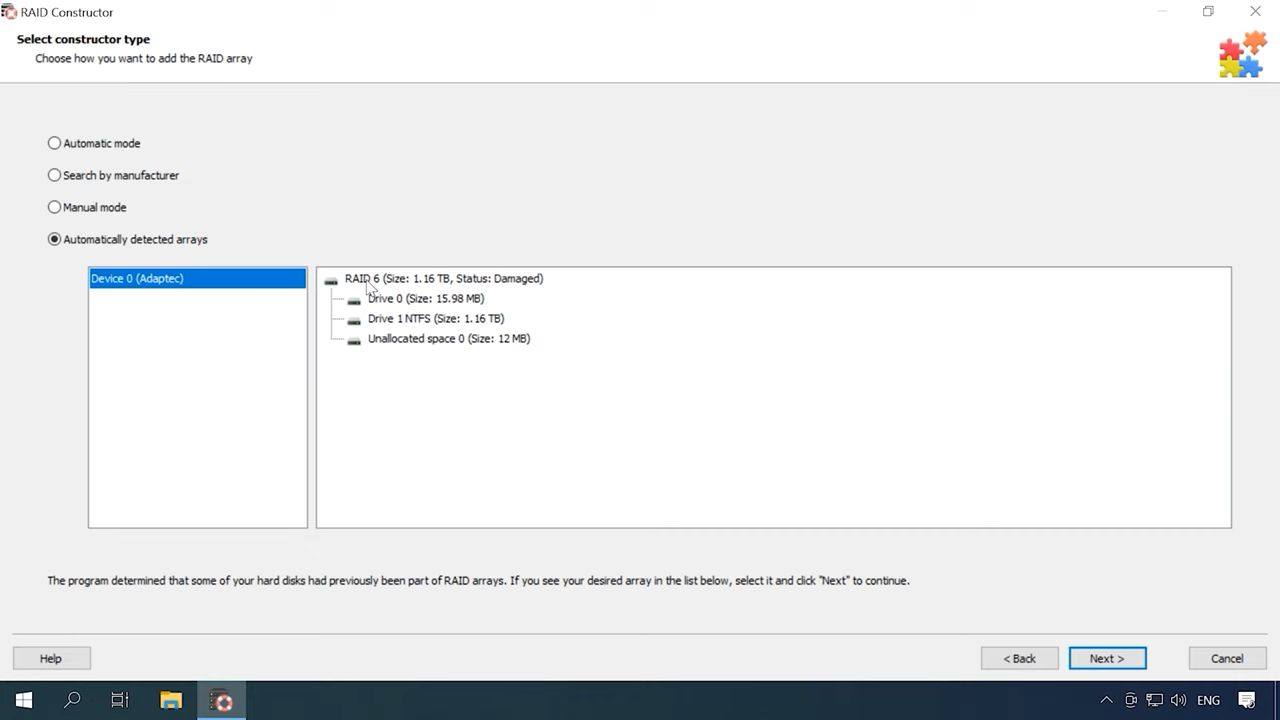 RAID Constructor
Select constructor type
Choose how you want to add the RAID array
Automatic mode
Search by manufacturer
Manual mode
Automatically detected arrays
Device 0 (Adaptec)
RAID 6 (Size: 1.16 TB, Status: Damaged)
Drive 0 (Size: 15.98 MB)
Drive 1 NTFS (Size: 1.16 TB)
Unallocated space 0 (Size: 12 MB)
The program determined that some of your hard disks had previously been part of RAID arrays. If you see your desired array in the list below, select it and click "Next" to continue.
Help
< Back
Next >
Cancel
ENG